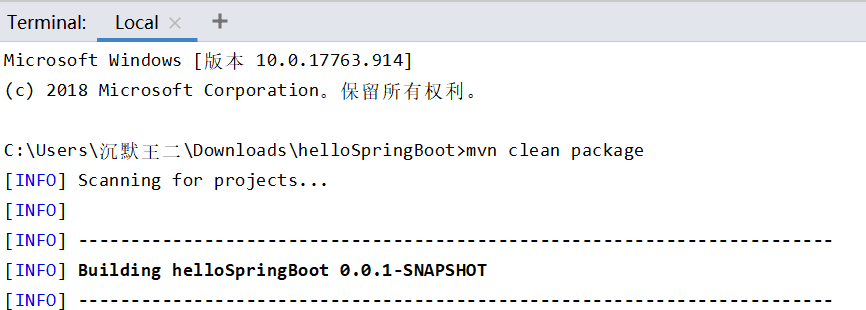 Terminal: Local × +
Microsoft Windows [版本 10.0.17763.914]
(c) 2018 Microsoft Corporation。保留所有权利。
C:\Users\沉默王二\Downloads\helloSpringBoot>mvn clean package
[INFO] Scanning for projects...
[INFO]
[INFO] ------------------------------------------------------------------------
[INFO] Building helloSpringBoot 0.0.1-SNAPSHOT
[INFO] ------------------------------------------------------------------------